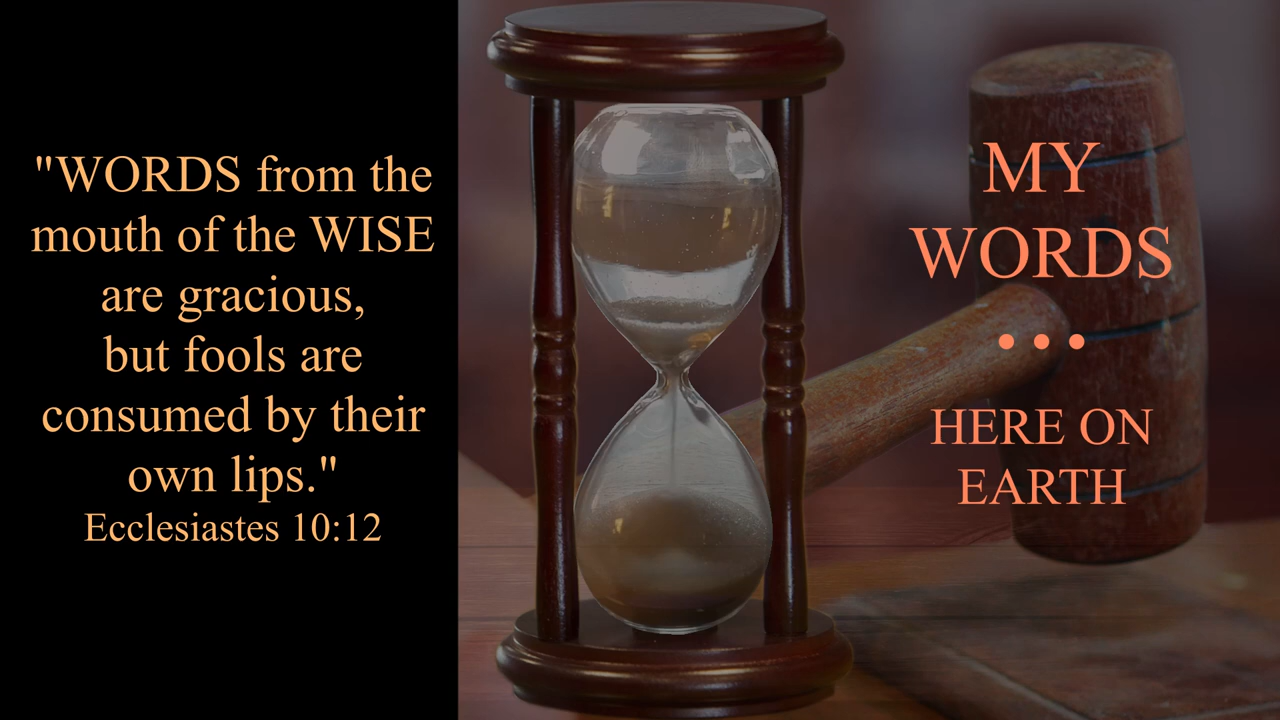 "WORDS from the
mouth of the WISE
are gracious,
but fools are
consumed by their
own lips."
Ecclesiastes 10:12
MY
WORDS
• • •
HERE ON
EARTH